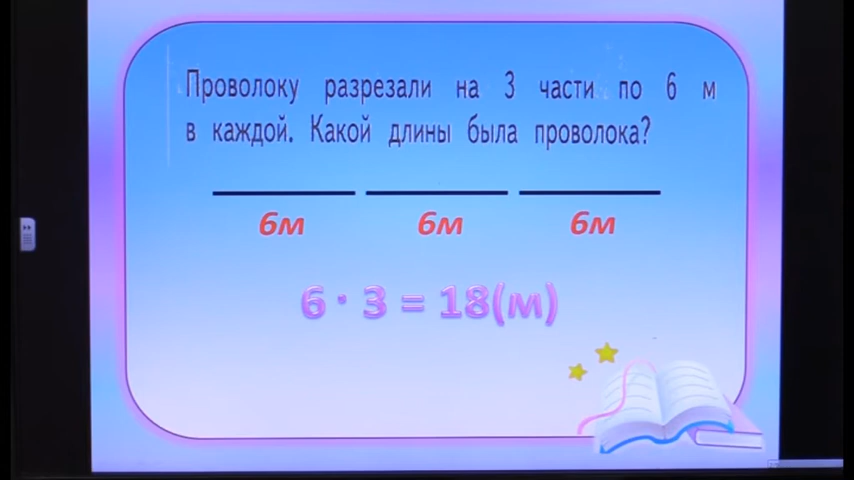 Проволоку разрезали на 3 части по 6 м
в каждой. Какой длины была проволока?
6м 6м 6м
6 · 3 = 18(м)